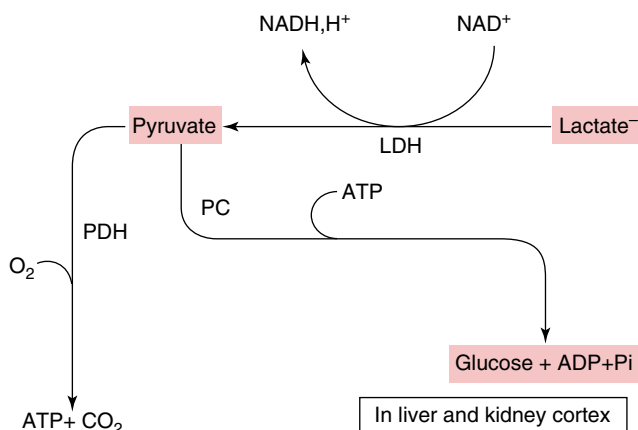 NADH,H⁺ NAD⁺
Pyruvate Lactate⁻
LDH
PC ATP
PDH
O₂
Glucose + ADP+Pi
ATP+ CO₂
In liver and kidney cortex